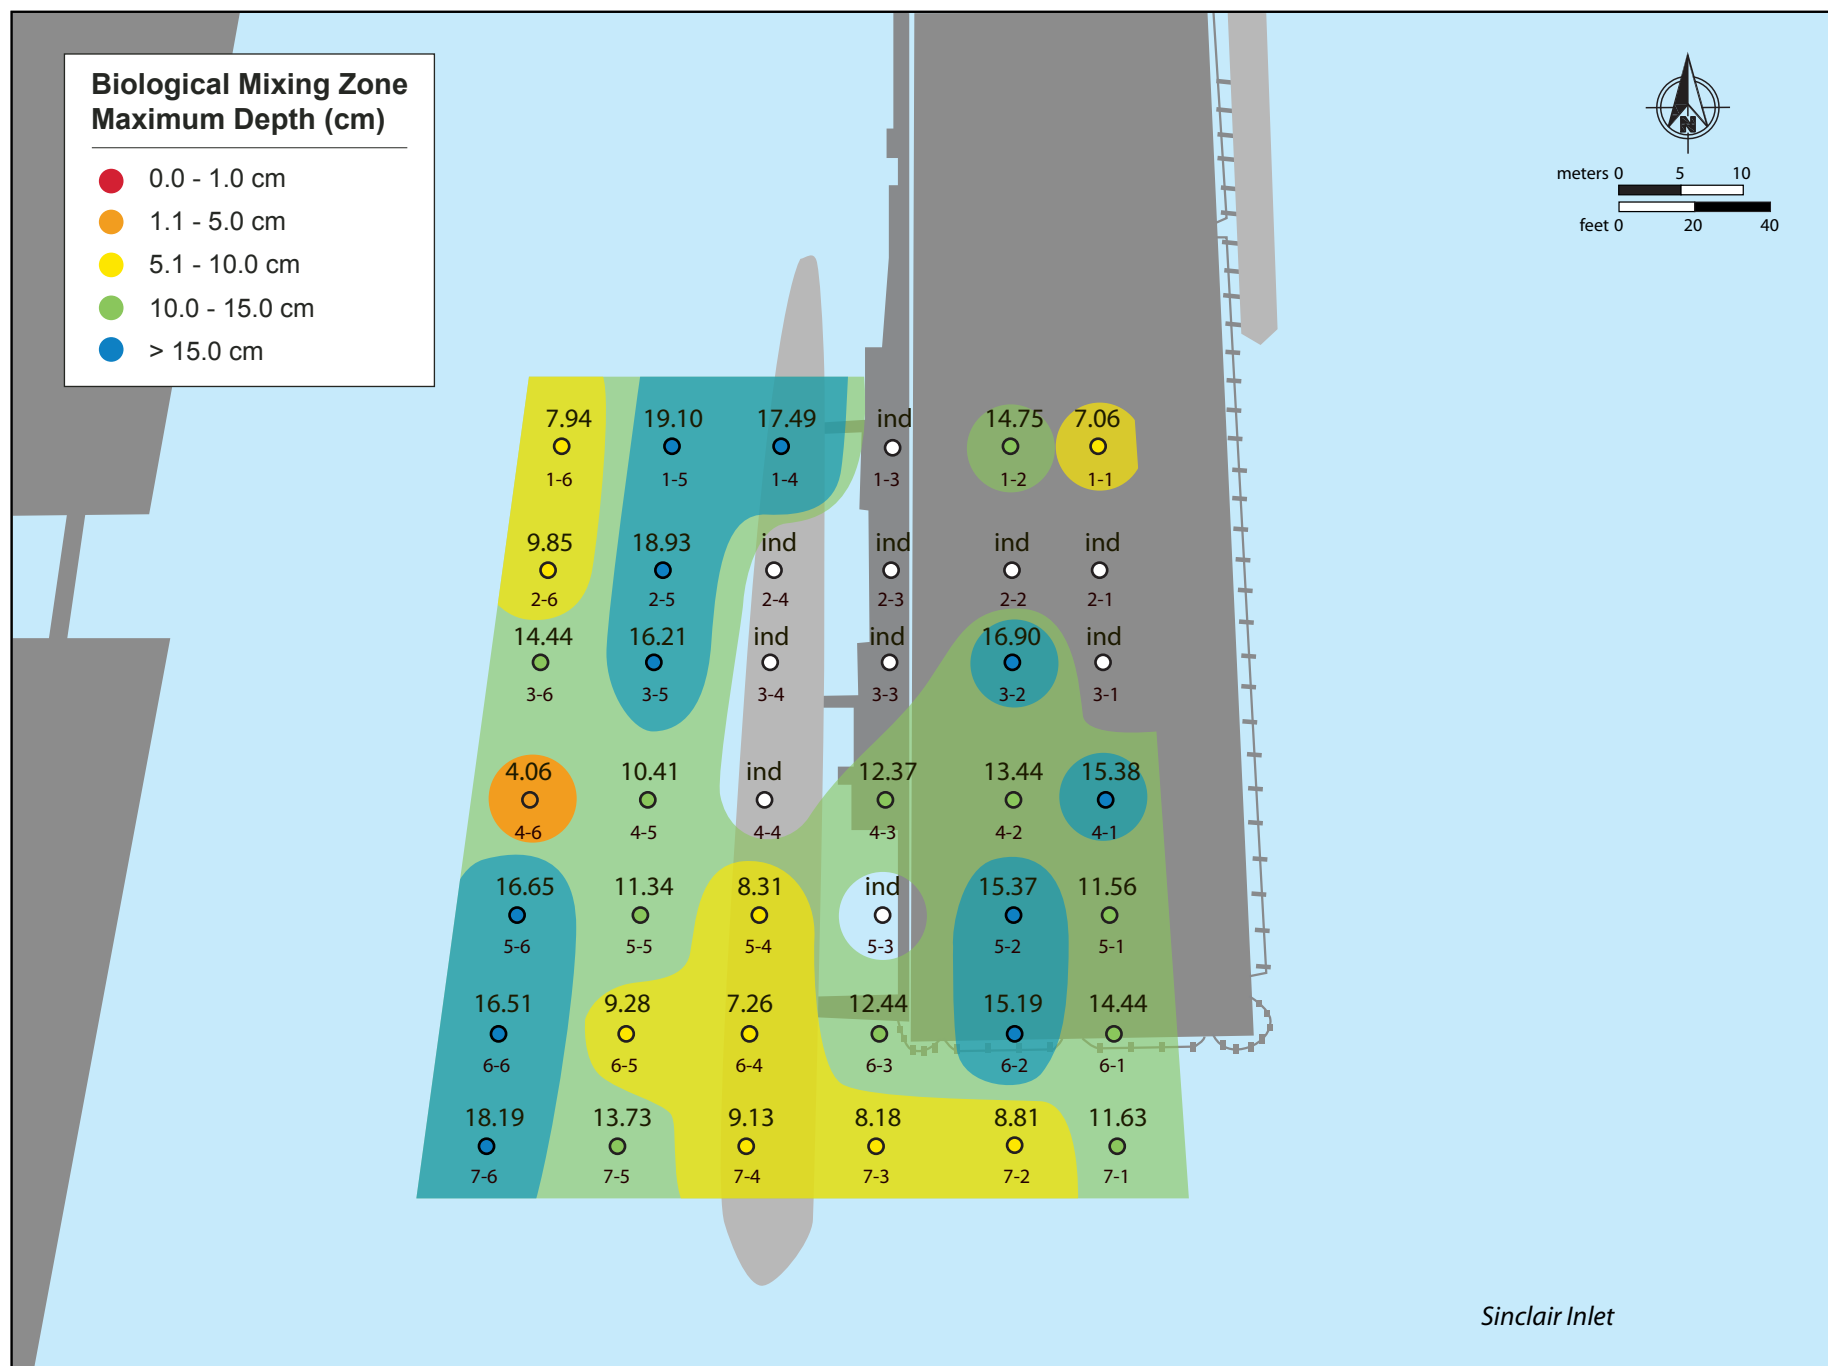 Biological Mixing Zone
Maximum Depth (cm)
0.0 - 1.0 cm
1.1 - 5.0 cm
5.1 - 10.0 cm
10.0 - 15.0 cm
> 15.0 cm
N
meters 0 5 10
feet 0 20 40
7.94 19.10 17.49 ind 14.75 7.06
1-6 1-5 1-4 1-3 1-2 1-1
9.85 18.93 ind ind ind ind
2-6 2-5 2-4 2-3 2-2 2-1
14.44 16.21 ind ind 16.90 ind
3-6 3-5 3-4 3-3 3-2 3-1
4.06 10.41 ind 12.37 13.44 15.38
4-6 4-5 4-4 4-3 4-2 4-1
16.65 11.34 8.31 ind 15.37 11.56
5-6 5-5 5-4 5-3 5-2 5-1
16.51 9.28 7.26 12.44 15.19 14.44
6-6 6-5 6-4 6-3 6-2 6-1
18.19 13.73 9.13 8.18 8.81 11.63
7-6 7-5 7-4 7-3 7-2 7-1
Sinclair Inlet